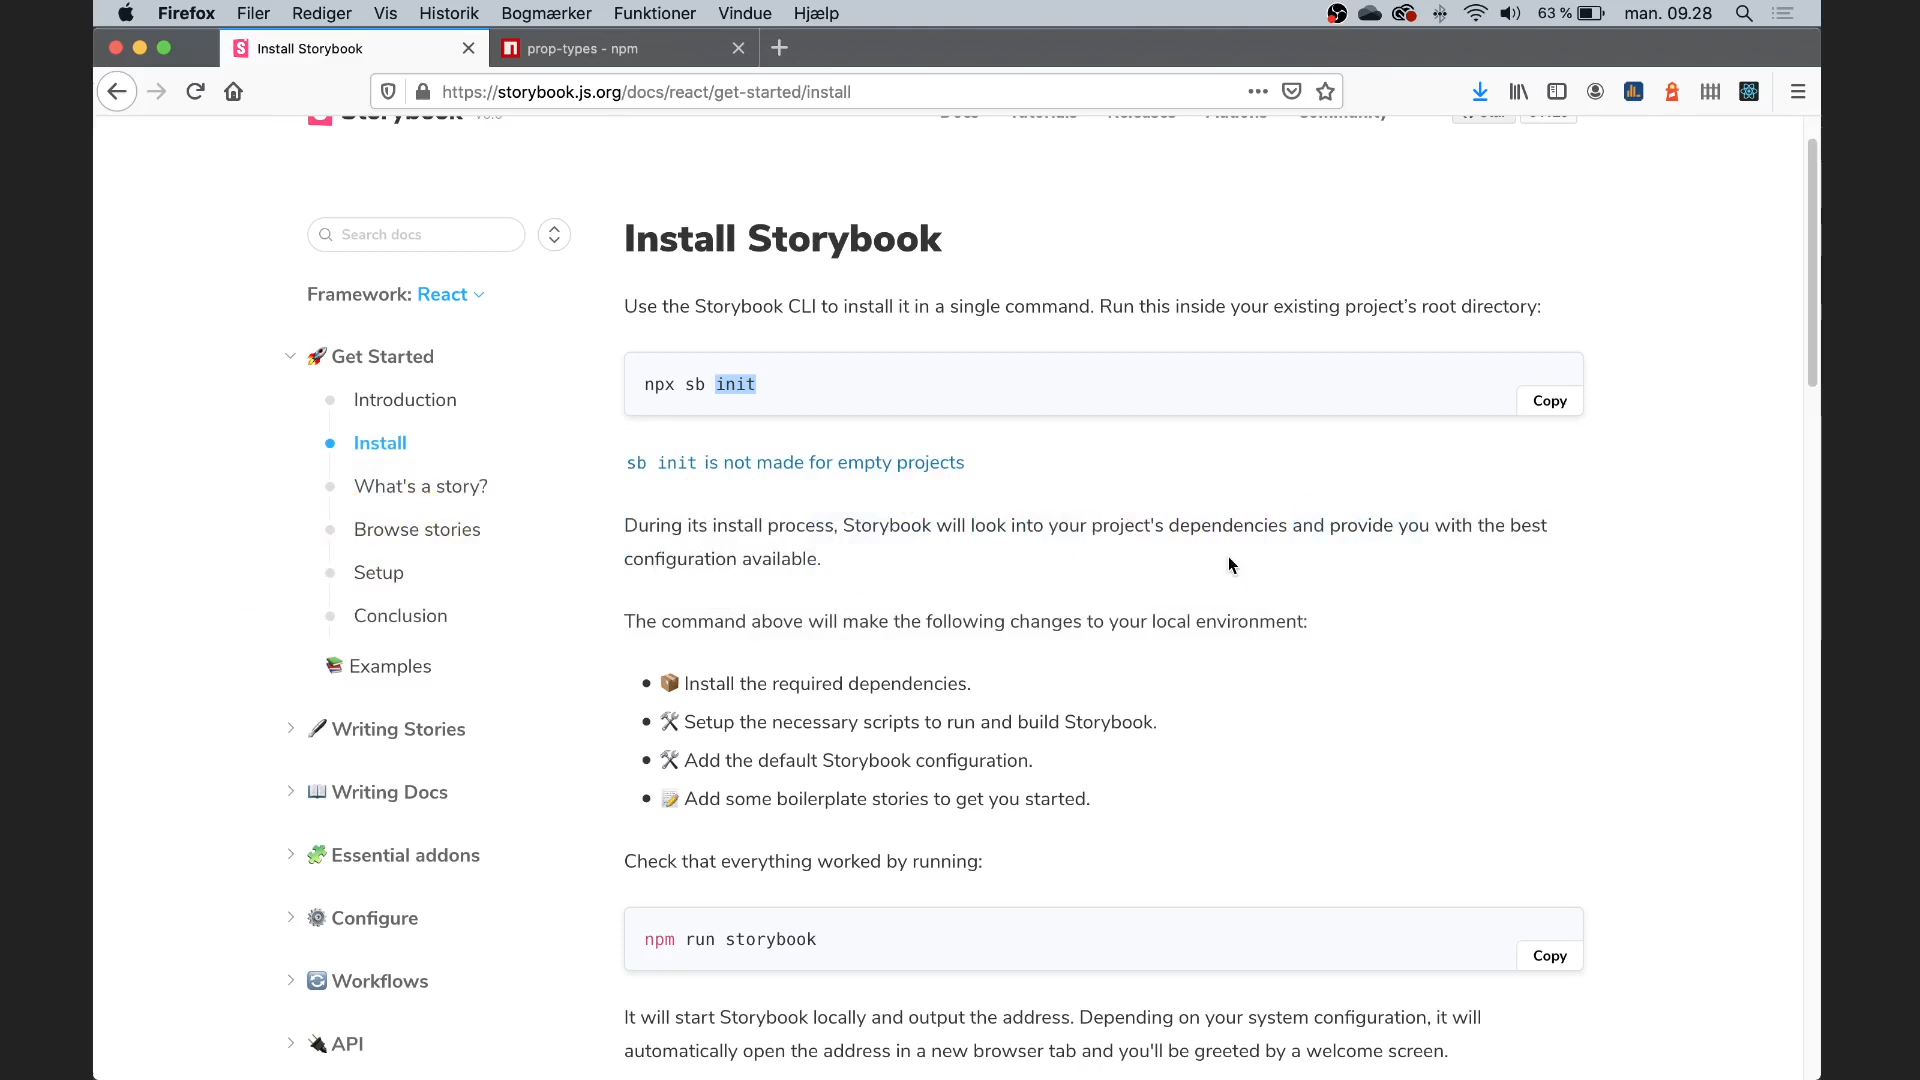 Firefox Filer Rediger Vis Historik Bogmærker Funktioner Vindue Hjælp 63 % man. 09.28
Install Storybook
prop-types - npm
https://storybook.js.org/docs/react/get-started/install
Storybook
Docs Tutorials Releases Addons Community
Search docs
Framework: React
🚀 Get Started
Introduction
Install
What's a story?
Browse stories
Setup
Conclusion
📚 Examples
Writing Stories
Writing Docs
Essential addons
Configure
Workflows
API
Install Storybook
Use the Storybook CLI to install it in a single command. Run this inside your existing project’s root directory:
npx sb init
Copy
sb init is not made for empty projects
During its install process, Storybook will look into your project's dependencies and provide you with the best
configuration available.
The command above will make the following changes to your local environment:
• 📦 Install the required dependencies.
• 🛠 Setup the necessary scripts to run and build Storybook.
• 🛠 Add the default Storybook configuration.
• 📝 Add some boilerplate stories to get you started.
Check that everything worked by running:
npm run storybook
Copy
It will start Storybook locally and output the address. Depending on your system configuration, it will
automatically open the address in a new browser tab and you'll be greeted by a welcome screen.